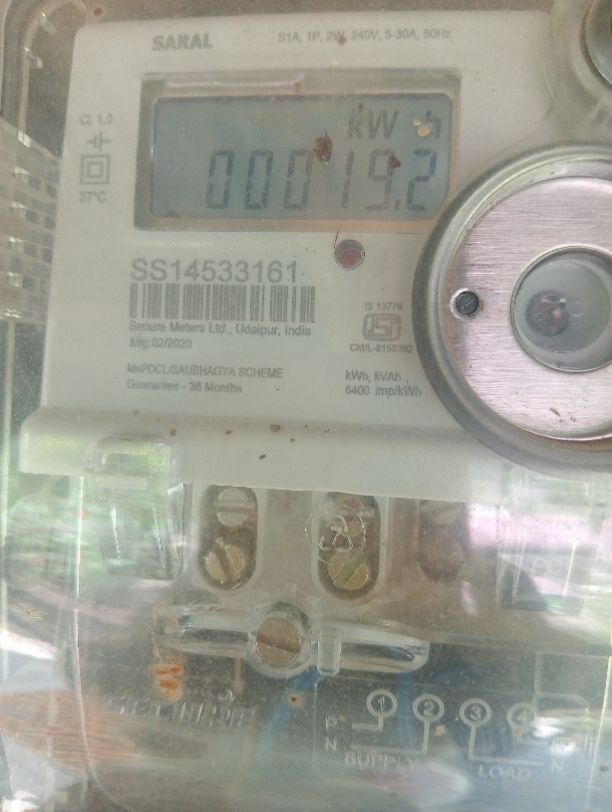 SARAL
S1A, 1P, 2W, 240V, 5-30A, 50Hz
Cl. 1.0
kWh
000019.2
27°C
SS14533161
Secure Meters Ltd., Udaipur, India
Mfg:02/2020
IS 13779
CM/L-8150362
MePDCL/SAUBHAGYA SCHEME
Guarantee - 36 Months
kWh, kVAh
6400 imp/kWh
1 2 3 4
P
N
N
SUPPLY
LOAD